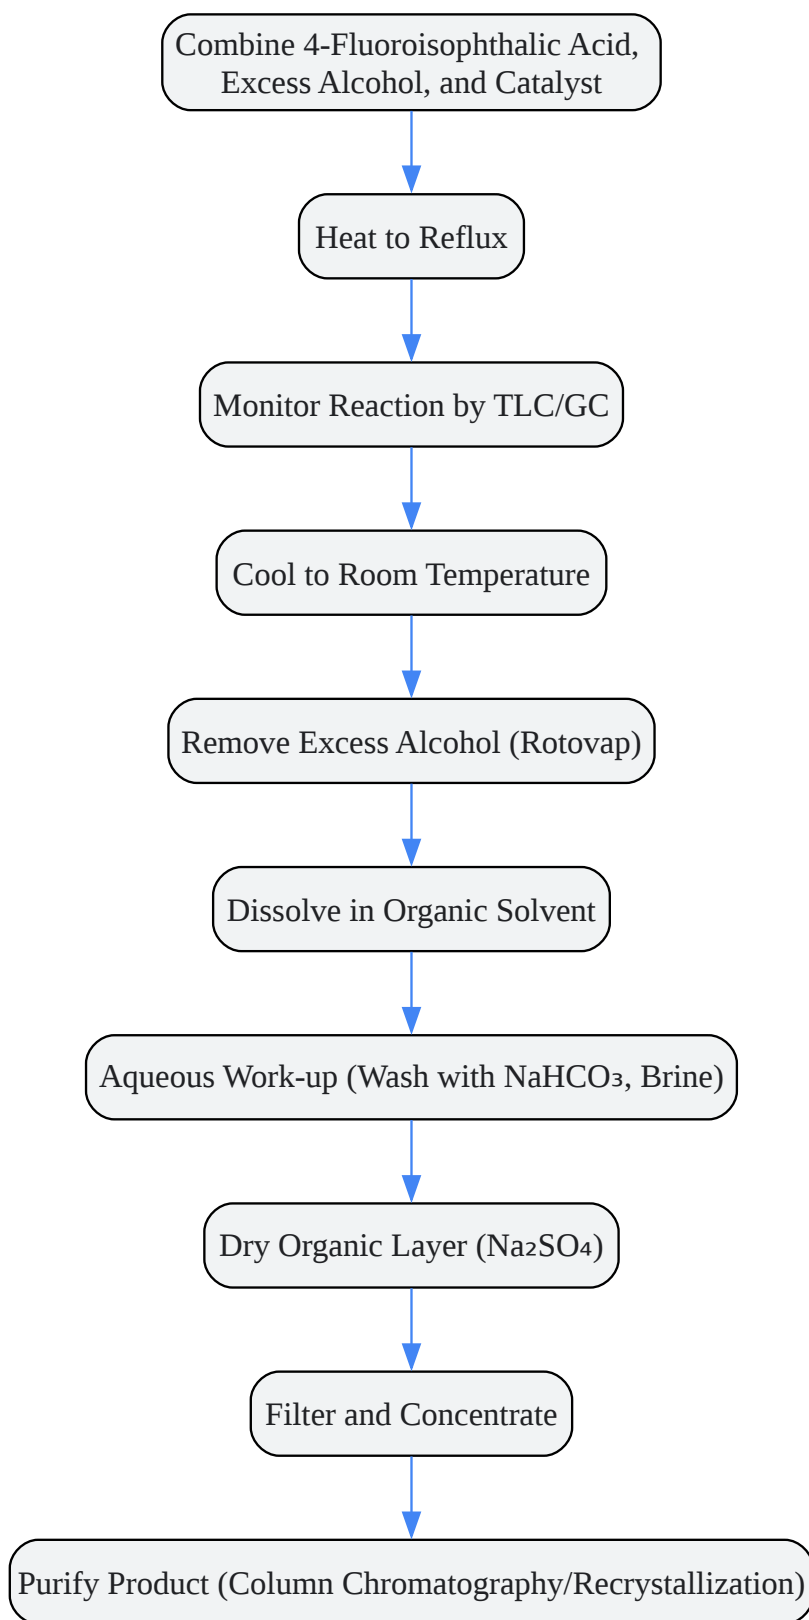 Combine 4-Fluoroisophthalic Acid,
Excess Alcohol, and Catalyst
Heat to Reflux
Monitor Reaction by TLC/GC
Cool to Room Temperature
Remove Excess Alcohol (Rotovap)
Dissolve in Organic Solvent
Aqueous Work-up (Wash with NaHCO₃, Brine)
Dry Organic Layer (Na₂SO₄)
Filter and Concentrate
Purify Product (Column Chromatography/Recrystallization)